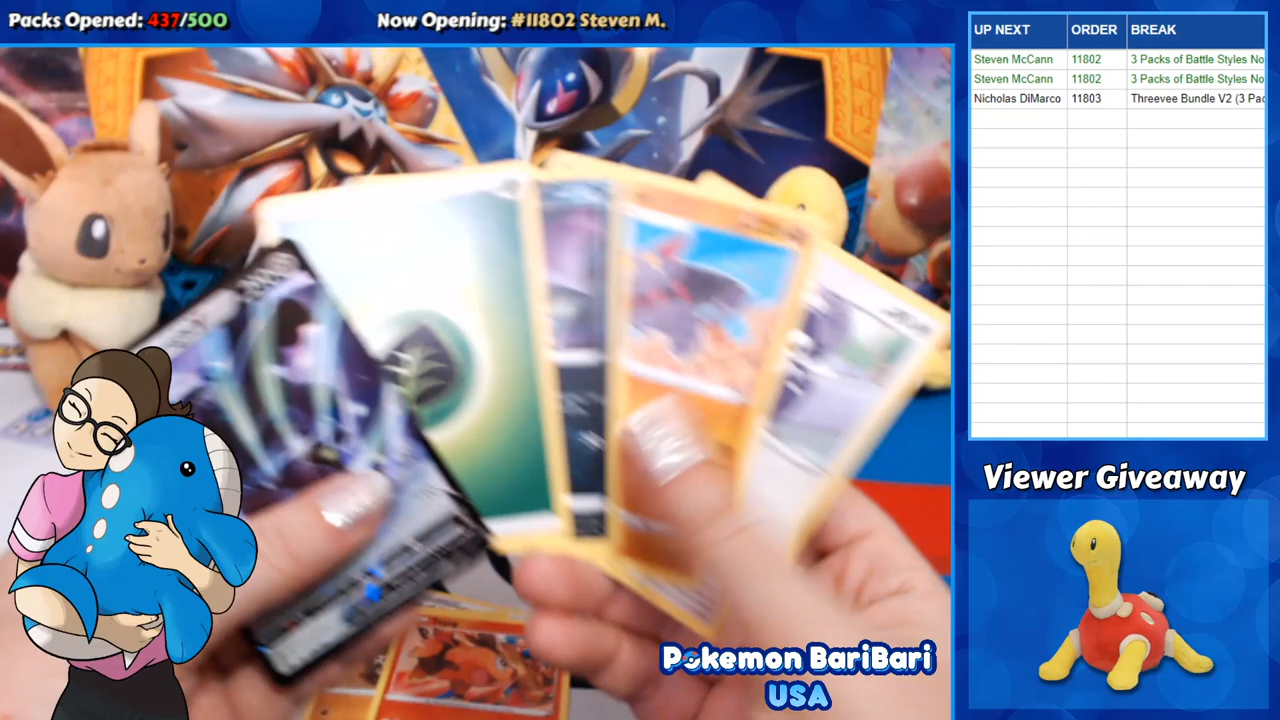 Packs Opened: 437/500
Now Opening: #11802 Steven M.
UP NEXT ORDER BREAK
Steven McCann 11802 3 Packs of Battle Styles No
Steven McCann 11802 3 Packs of Battle Styles No
Nicholas DiMarco 11803 Threevee Bundle V2 (3 Pac
Viewer Giveaway
Pokemon BariBari
USA